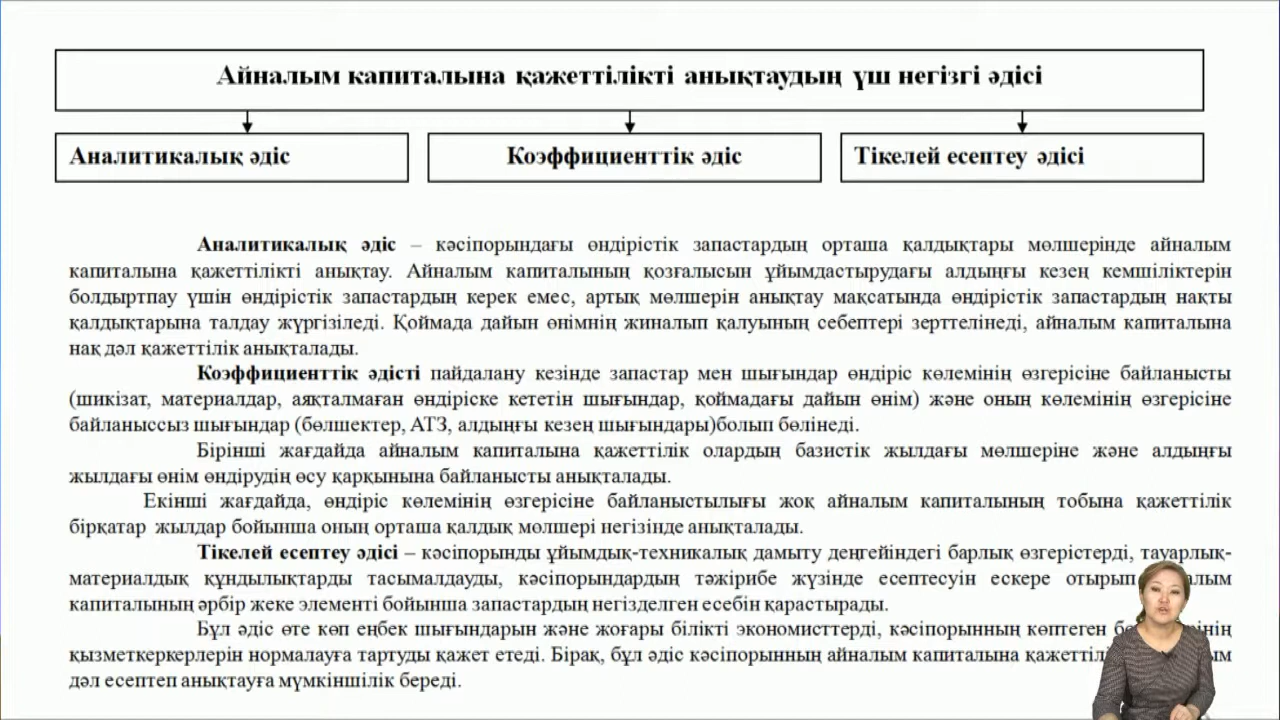 Айналым капиталына қажеттілікті анықтаудың үш негізгі әдісі
Аналитикалық әдіс
Коэффициенттік әдіс
Тікелей есептеу әдісі
Аналитикалық әдіс – кәсіпорындағы өндірістік запастардың орташа қалдықтары мөлшерінде айналым
капиталына қажеттілікті анықтау. Айналым капиталының қозғалысын ұйымдастырудағы алдыңғы кезең кемшіліктерін
болдыртпау үшін өндірістік запастардың керек емес, артық мөлшерін анықтау мақсатында өндірістік запастардың нақты
қалдықтарына талдау жүргізіледі. Қоймада дайын өнімнің жиналып қалуының себептері зерттелінеді, айналым капиталына
нақ дәл қажеттілік анықталады.
Коэффициенттік әдісті пайдалану кезінде запастар мен шығындар өндіріс көлемінің өзгерісіне байланысты
(шикізат, материалдар, аяқталмаған өндіріске кететін шығындар, қоймадағы дайын өнім) және оның көлемінің өзгерісіне
байланыссыз шығындар (бөлшектер, АТЗ, алдыңғы кезең шығындары)болып бөлінеді.
Бірінші жағдайда айналым капиталына қажеттілік олардың базистік жылдағы мөлшеріне және алдыңғы
жылдағы өнім өндірудің өсу қарқынына байланысты анықталады.
Екінші жағдайда, өндіріс көлемінің өзгерісіне байланыстылығы жоқ айналым капиталының тобына қажеттілік
бірқатар жылдар бойынша оның орташа қалдық мөлшері негізінде анықталады.
Тікелей есептеу әдісі – кәсіпорынды ұйымдық-техникалық дамыту деңгейіндегі барлық өзгерістерді, тауарлық-
материалдық құндылықтарды тасымалдауды, кәсіпорындардың тәжірибе жүзінде есептесуін ескере отырып
капиталының әрбір жеке элементі бойынша запастардың негізделген есебін қарастырады.
Бұл әдіс өте көп еңбек шығындарын және жоғары білікті экономисттерді, кәсіпорынның көптеген
қызметкеркерлерін нормалауға тартуды қажет етеді. Бірақ, бұл әдіс кәсіпорынның айналым капиталына
дәл есептеп анықтауға мүмкіншілік береді.